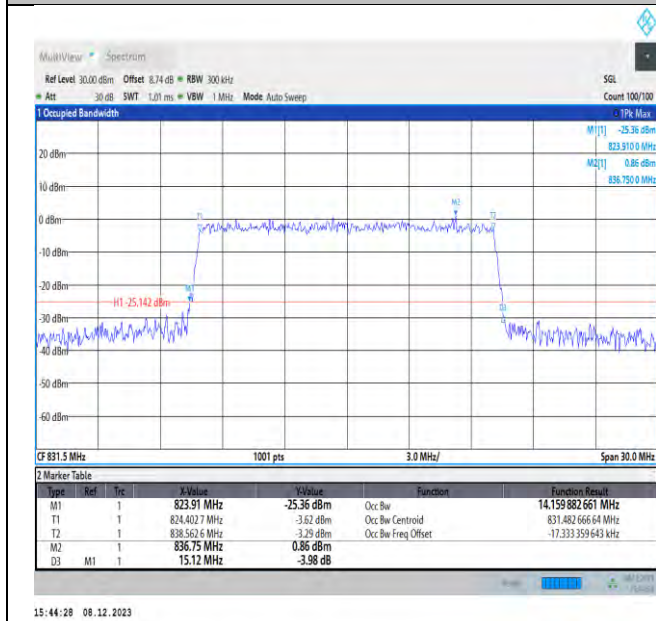 MultiView Spectrum
Ref Level 30.00 dBm Offset 8.74 dB RBW 300 kHz SGL
Att 30 dB SWT 1.01 ms VBW 1 MHz Mode Auto Sweep Count 100/100
1 Occupied Bandwidth 1Pk Max
M1[1] -25.36 dBm
823.910 0 MHz
20 dBm
M2[1] 0.86 dBm
836.750 0 MHz
10 dBm
M2
T1 T2
0 dBm
-10 dBm
-20 dBm
M1
H1 -25.142 dBm
D3
-30 dBm
-40 dBm
-50 dBm
-60 dBm
CF 831.5 MHz 1001 pts 3.0 MHz/ Span 30.0 MHz
2 Marker Table
Type Ref Trc X-Value Y-Value Function Function Result
M1 1 823.91 MHz -25.36 dBm Occ Bw 14.159 882 661 MHz
T1 1 824.402 7 MHz -3.62 dBm Occ Bw Centroid 831.482 666 64 MHz
T2 1 838.562 6 MHz -3.29 dBm Occ Bw Freq Offset -17.333 359 643 kHz
M2 1 836.75 MHz 0.86 dBm
D3 M1 1 15.12 MHz -3.98 dB
15:44:28 08.12.2023